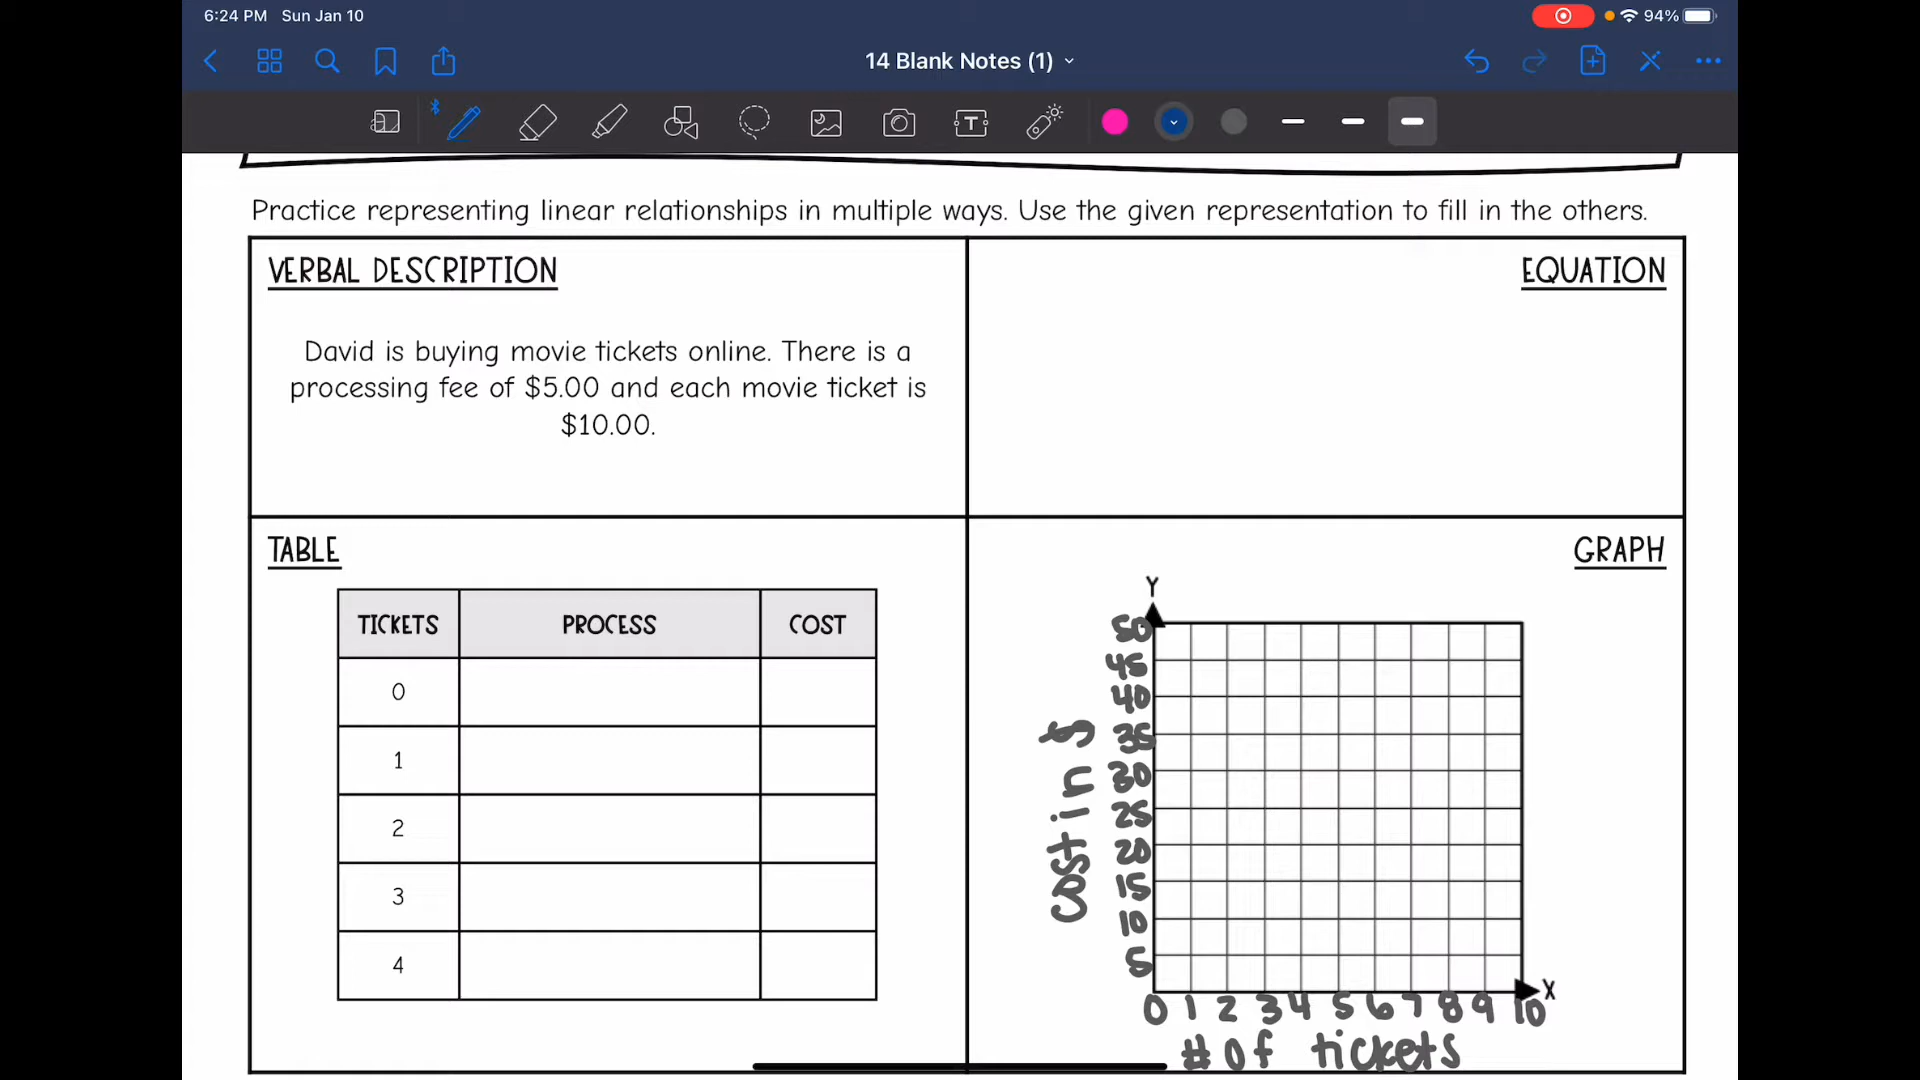 6:24 PM Sun Jan 10
94%
14 Blank Notes (1)
T
Practice representing linear relationships in multiple ways. Use the given representation to fill in the others.
VERBAL DESCRIPTION
David is buying movie tickets online. There is a
processing fee of $5.00 and each movie ticket is
$10.00.
EQUATION
TABLE
TICKETS PROCESS COST
0
1
2
3
4
GRAPH
Y
50
45
40
35
30
25
20
15
10
5
cost in $
X
0 1 2 3 4 5 6 7 8 9 10
# of tickets